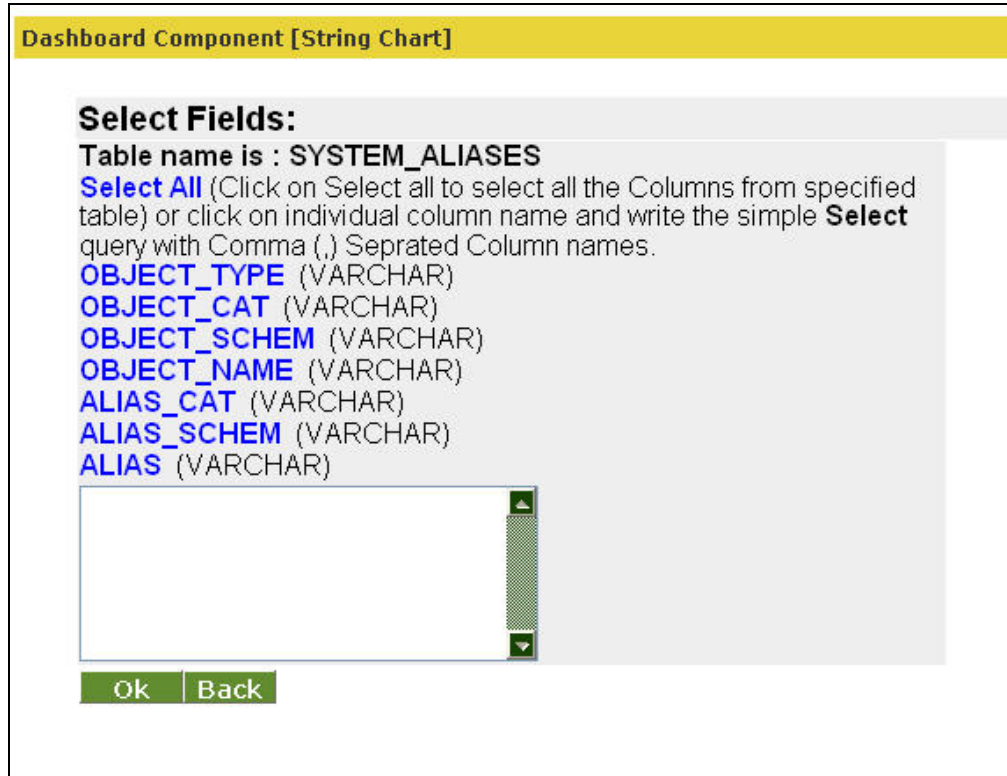 Dashboard Component [String Chart]
Select Fields:
Table name is : SYSTEM_ALIASES
Select All (Click on Select all to select all the Columns from specified
table) or click on individual column name and write the simple Select
query with Comma (,) Seprated Column names.
OBJECT_TYPE (VARCHAR)
OBJECT_CAT (VARCHAR)
OBJECT_SCHEM (VARCHAR)
OBJECT_NAME (VARCHAR)
ALIAS_CAT (VARCHAR)
ALIAS_SCHEM (VARCHAR)
ALIAS (VARCHAR)
Ok Back